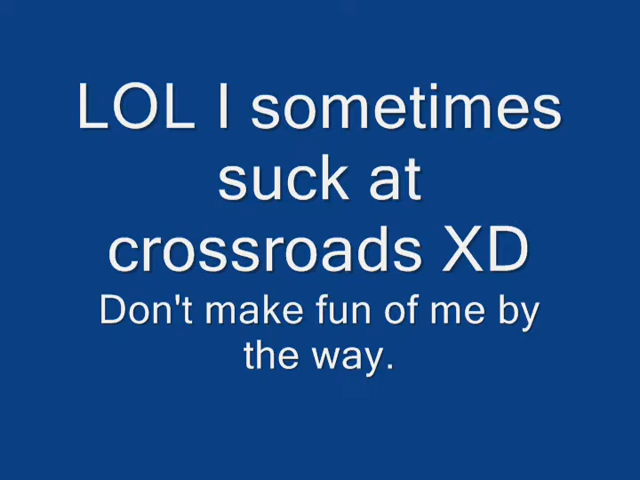 LOL I sometimes
suck at
crossroads XD
Don't make fun of me by
the way.